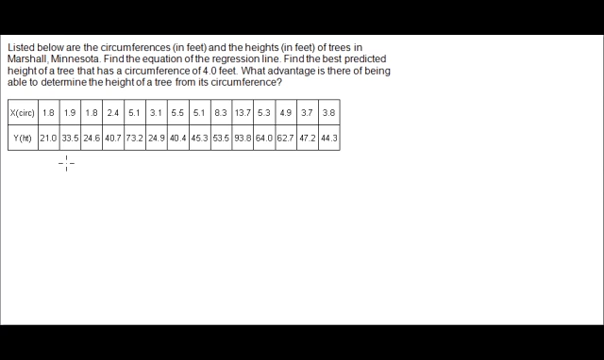 Listed below are the circumferences (in feet) and the heights (in feet) of trees in
Marshall, Minnesota. Find the equation of the regression line. Find the best predicted
height of a tree that has a circumference of 4.0 feet. What advantage is there of being
able to determine the height of a tree from its circumference?
X(circ) 1.8 1.9 1.8 2.4 5.1 3.1 5.5 5.1 8.3 13.7 5.3 4.9 3.7 3.8
Y(ht) 21.0 33.5 24.6 40.7 73.2 24.9 40.4 45.3 53.5 93.8 64.0 62.7 47.2 44.3